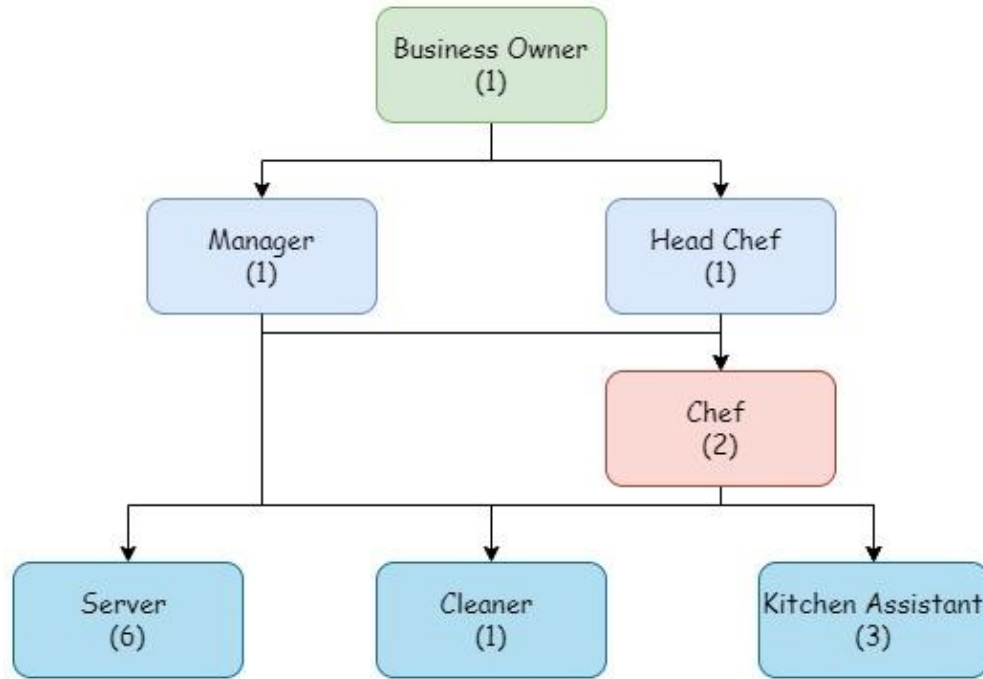 Business Owner
(1)
Manager
(1)
Head Chef
(1)
Chef
(2)
Server
(6)
Cleaner
(1)
Kitchen Assistant
(3)